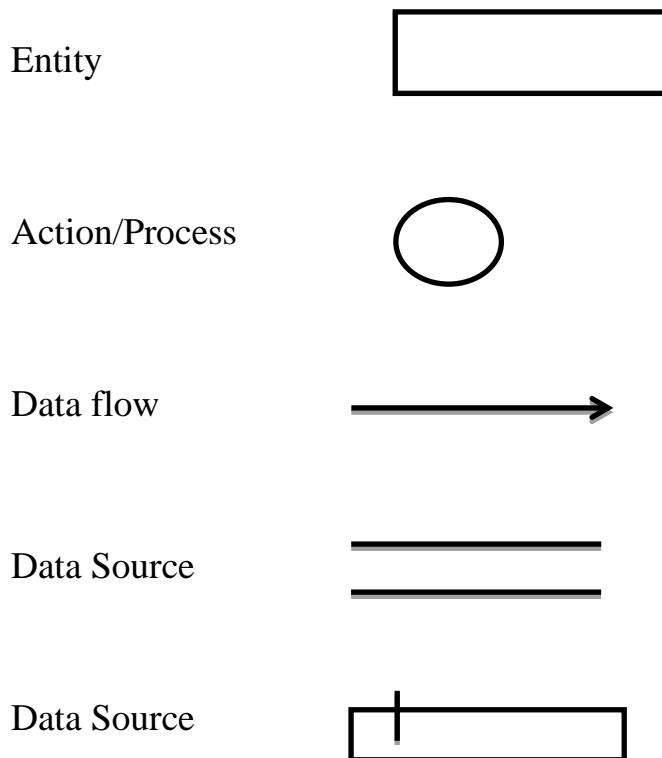 Entity
Action/Process
Data flow
Data Source
Data Source